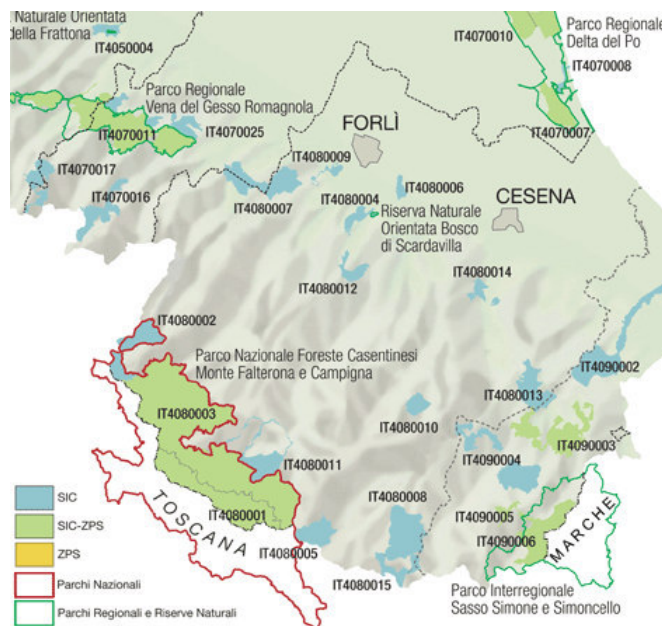 Naturale Orientata
della Frattona
IT4050004
IT4070010
Parco Regionale
Delta del Po
IT4070008
Parco Regionale
Vena del Gesso Romagnola
IT4070011
IT4070025
IT4070007
FORLÌ
IT4080009
IT4070017
IT4070016
IT4080007
IT4080004
IT4080006
CESENA
Riserva Naturale
Orientata Bosco
di Scardavilla
IT4080012
IT4080014
IT4080002
Parco Nazionale Foreste Casentinesi
Monte Falterona e Campigna
IT4090002
IT4080003
IT4080013
IT4080010
IT4090003
IT4080011
IT4090004
IT4080008
IT4080001
IT4090005
IT4090006
TOSCANA
MARCHE
IT4080005
IT4080015
Parco Interregionale
Sasso Simone e Simoncello
SIC
SIC-ZPS
ZPS
Parchi Nazionali
Parchi Regionali e Riserve Naturali